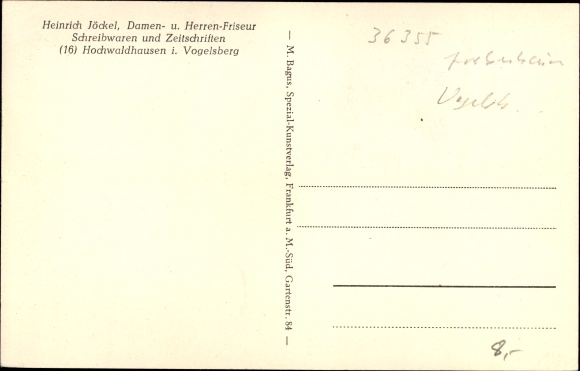 Heinrich Jöckel, Damen- u. Herren-Friseur
Schreibwaren und Zeitschriften
(16) Hochwaldhausen i. Vogelsberg
— M. Bagus, Spezial-Kunstverlag, Frankfurt a. M.-Süd, Gartenstr. 84 —
36355
8,-